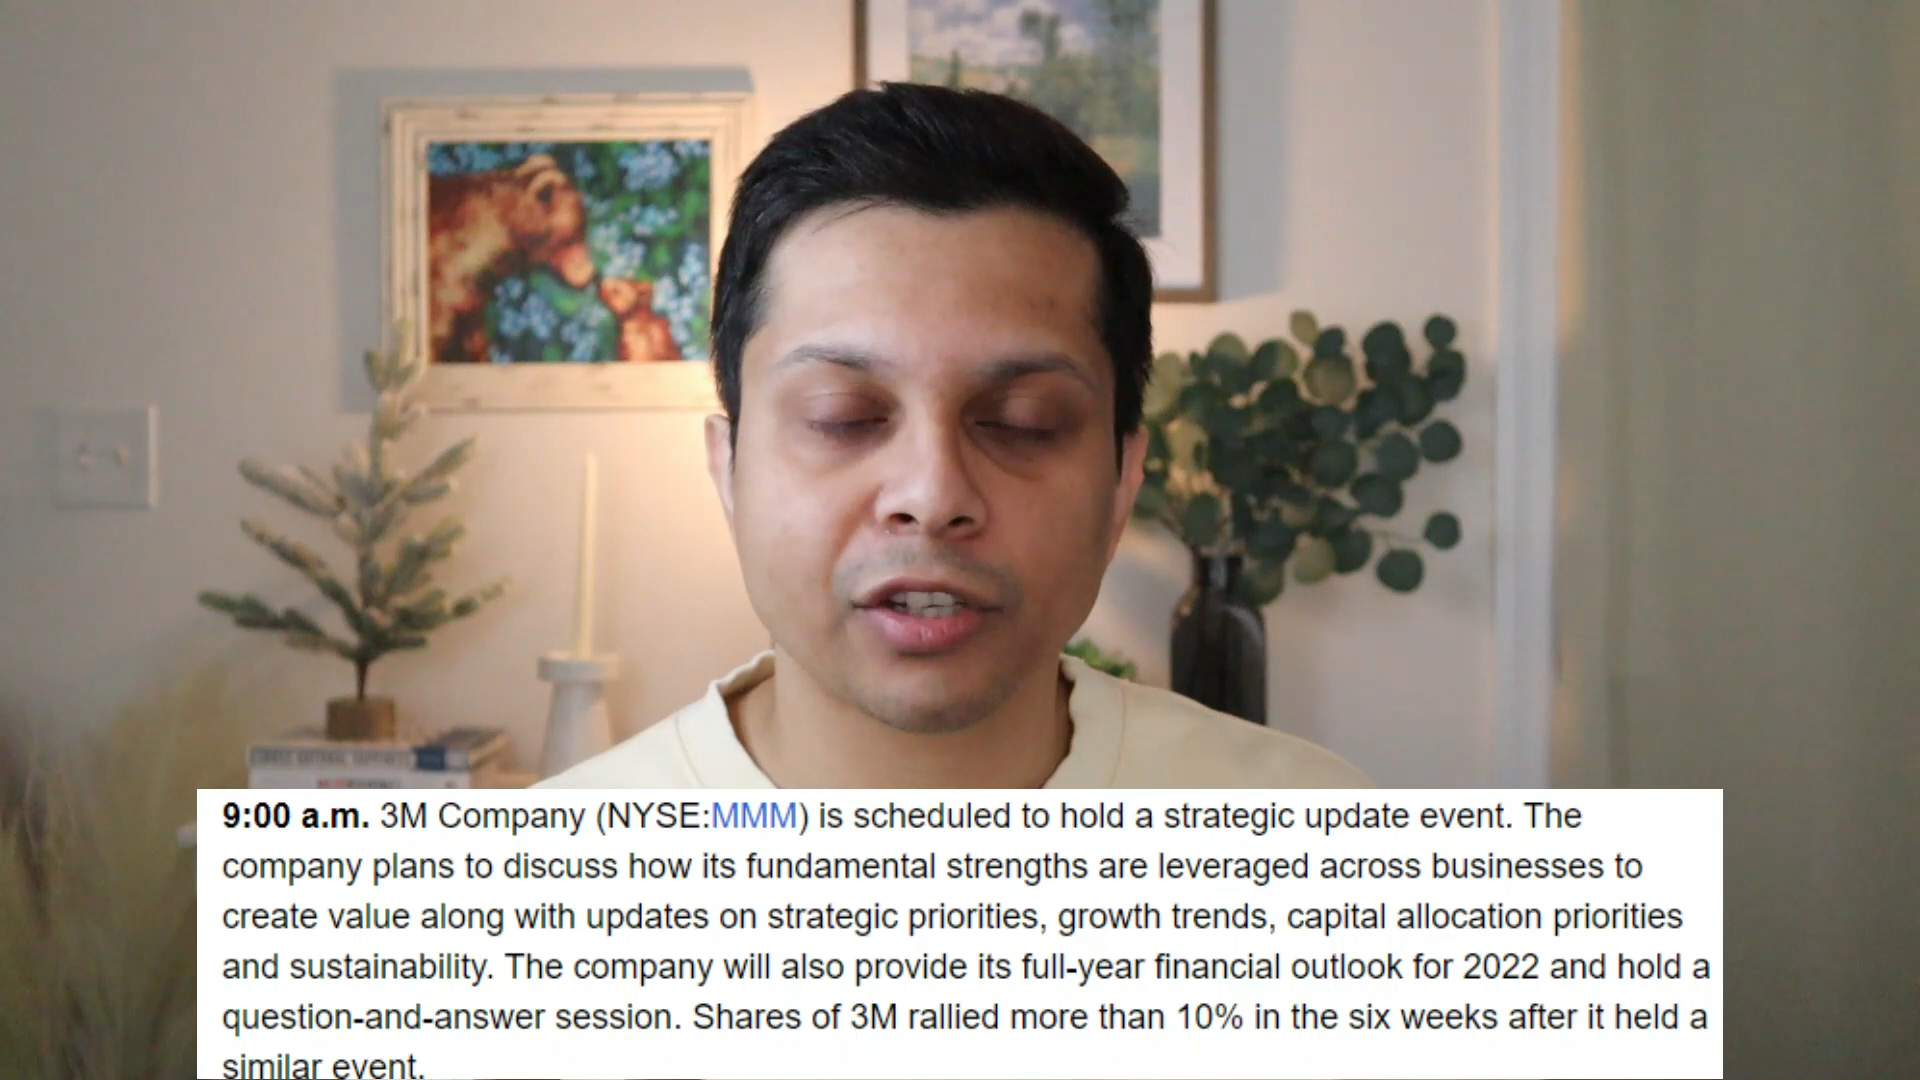 9:00 a.m. 3M Company (NYSE:MMM) is scheduled to hold a strategic update event. The
company plans to discuss how its fundamental strengths are leveraged across businesses to
create value along with updates on strategic priorities, growth trends, capital allocation priorities
and sustainability. The company will also provide its full-year financial outlook for 2022 and hold a
question-and-answer session. Shares of 3M rallied more than 10% in the six weeks after it held a
similar event.